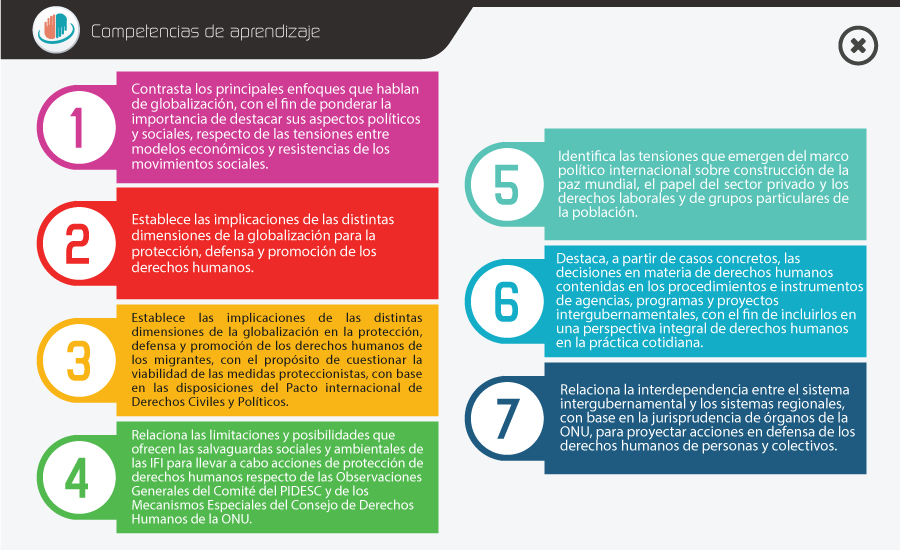 Competencias de aprendizaje
1
Contrasta los principales enfoques que hablan
de globalización, con el fin de ponderar la
importancia de destacar sus aspectos políticos
y sociales, respecto de las tensiones entre
modelos económicos y resistencias de los
movimientos sociales.
2
Establece las implicaciones de las distintas
dimensiones de la globalización para la
protección, defensa y promoción de los
derechos humanos.
3
Establece las implicaciones de las distintas
dimensiones de la globalización en la protección,
defensa y promoción de los derechos humanos de
los migrantes, con el propósito de cuestionar la
viabilidad de las medidas proteccionistas, con base
en las disposiciones del Pacto internacional de
Derechos Civiles y Políticos.
4
Relaciona las limitaciones y posibilidades que
ofrecen las salvaguardas sociales y ambientales de
las IFI para llevar a cabo acciones de protección de
derechos humanos respecto de las Observaciones
Generales del Comité del PIDESC y de los
Mecanismos Especiales del Consejo de Derechos
Humanos de la ONU.
5
Identifica las tensiones que emergen del marco
político internacional sobre construcción de la
paz mundial, el papel del sector privado y los
derechos laborales y de grupos particulares de
la población.
6
Destaca, a partir de casos concretos, las
decisiones en materia de derechos humanos
contenidas en los procedimientos e instrumentos
de agencias, programas y proyectos
intergubernamentales, con el fin de incluirlos en
una perspectiva integral de derechos humanos
en la práctica cotidiana.
7
Relaciona la interdependencia entre el sistema
intergubernamental y los sistemas regionales,
con base en la jurisprudencia de órganos de la
ONU, para proyectar acciones en defensa de los
derechos humanos de personas y colectivos.